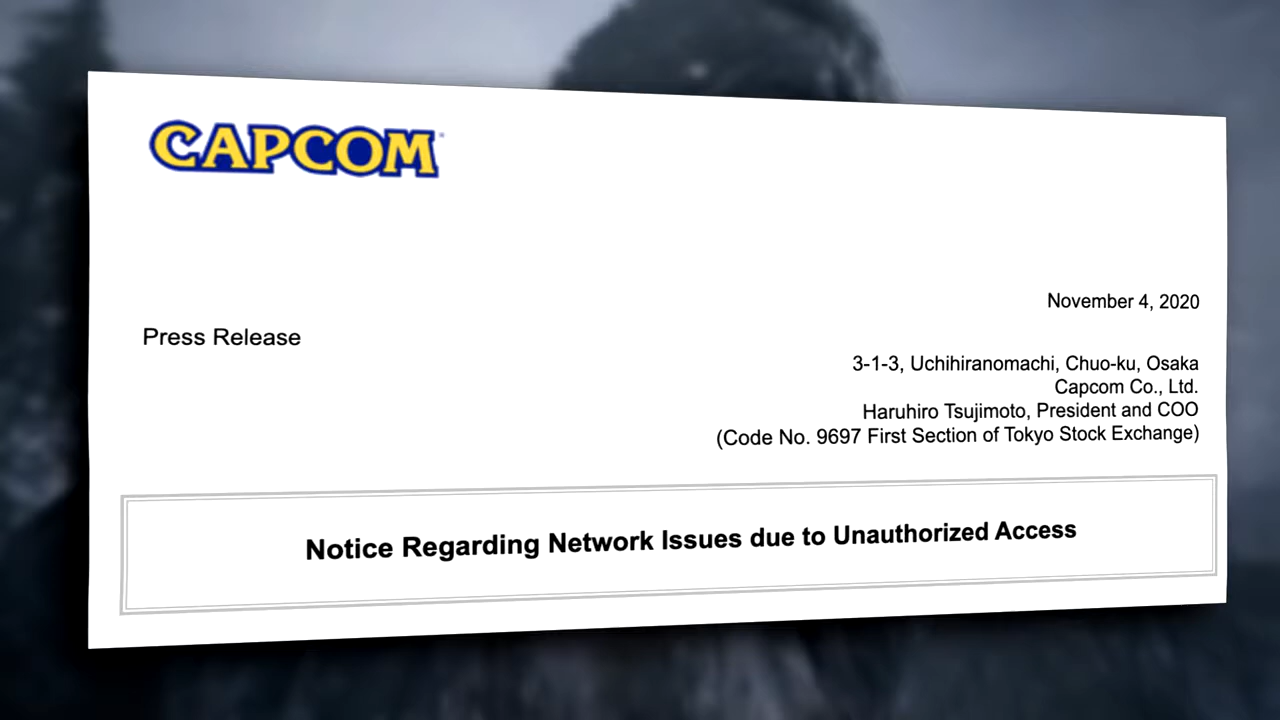 CAPCOM
November 4, 2020
Press Release
3-1-3, Uchihiranomachi, Chuo-ku, Osaka
Capcom Co., Ltd.
Haruhiro Tsujimoto, President and COO
(Code No. 9697 First Section of Tokyo Stock Exchange)
Notice Regarding Network Issues due to Unauthorized Access